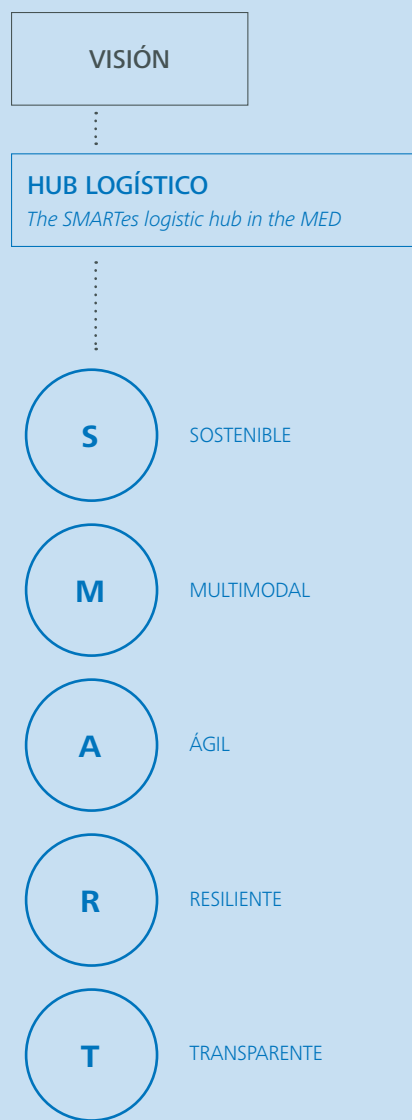 VISIÓN
HUB LOGÍSTICO
The SMARTes logistic hub in the MED
S SOSTENIBLE
M MULTIMODAL
A ÁGIL
R RESILIENTE
T TRANSPARENTE